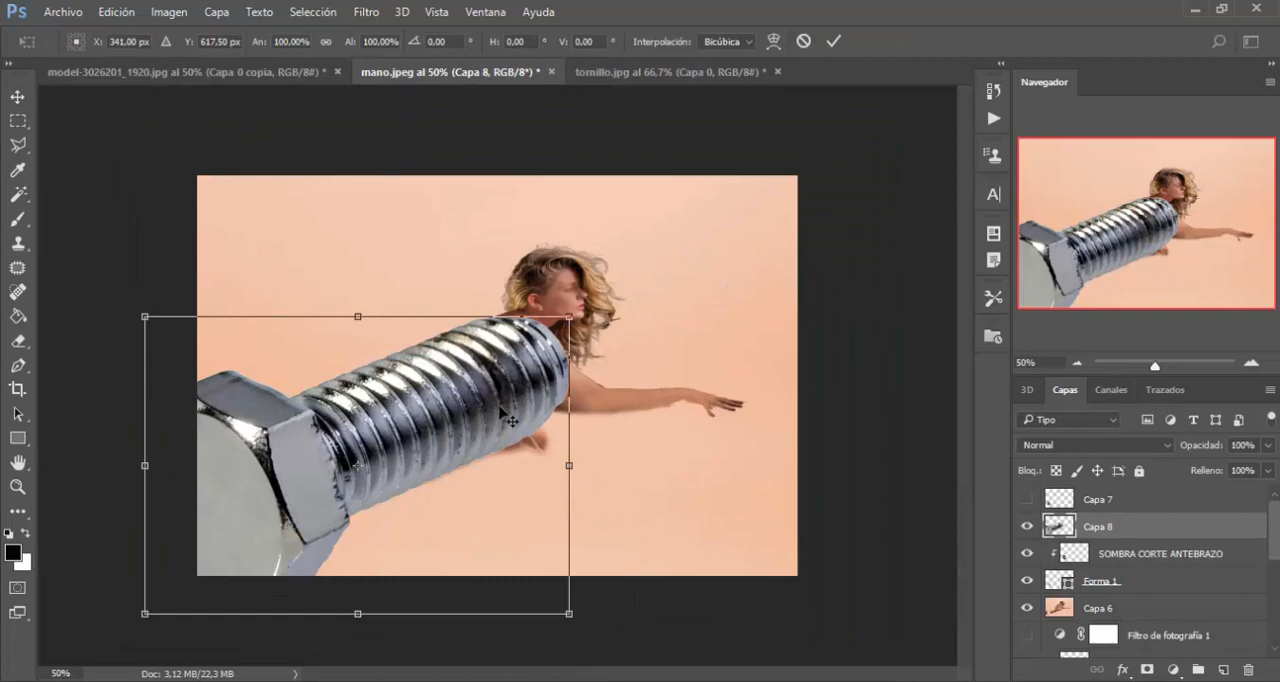 Ps Archivo Edición Imagen Capa Texto Selección Filtro 3D Vista Ventana Ayuda
X: 341,00 px Y: 617,50 px An: 100,00% Al: 100,00% 0,00 ° H: 0,00 ° V: 0,00 ° Interpolación: Bicúbica
model-3026201_1920.jpg al 50% (Capa 0 copia, RGB/8#) * × mano.jpeg al 50% (Capa 8, RGB/8*) * × tornillo.jpg al 66,7% (Capa 0, RGB/8#) * ×
Navegador
50%
3D Capas Canales Trazados
Tipo
Normal Opacidad: 100%
Bloq.: Relleno: 100%
Capa 7
Capa 8
SOMBRA CORTE ANTEBRAZO
Forma 1
Capa 6
Filtro de fotografía 1
50% Doc: 3,12 MB/22,3 MB